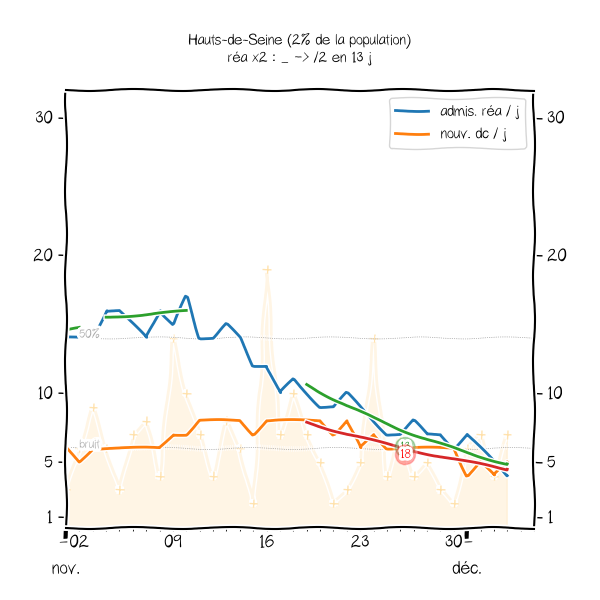 Hauts-de-Seine (2% de la population)
réa x2 : _ -> /2 en 13 j
admis. réa / j
nouv. dc / j
30
30
20
20
50%
10
10
bruit
13
18
5
5
1
1
02
09
16
23
30
nov.
déc.